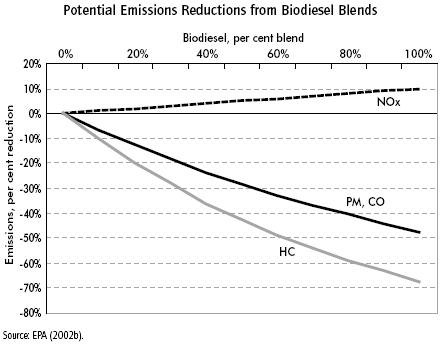 Potential Emissions Reductions from Biodiesel Blends
Biodiesel, per cent blend
0% 20% 40% 60% 80% 100%
Emissions, per cent reduction
20%
10%
0%
-10%
-20%
-30%
-40%
-50%
-60%
-70%
-80%
NOx
PM, CO
HC
Source: EPA (2002b).